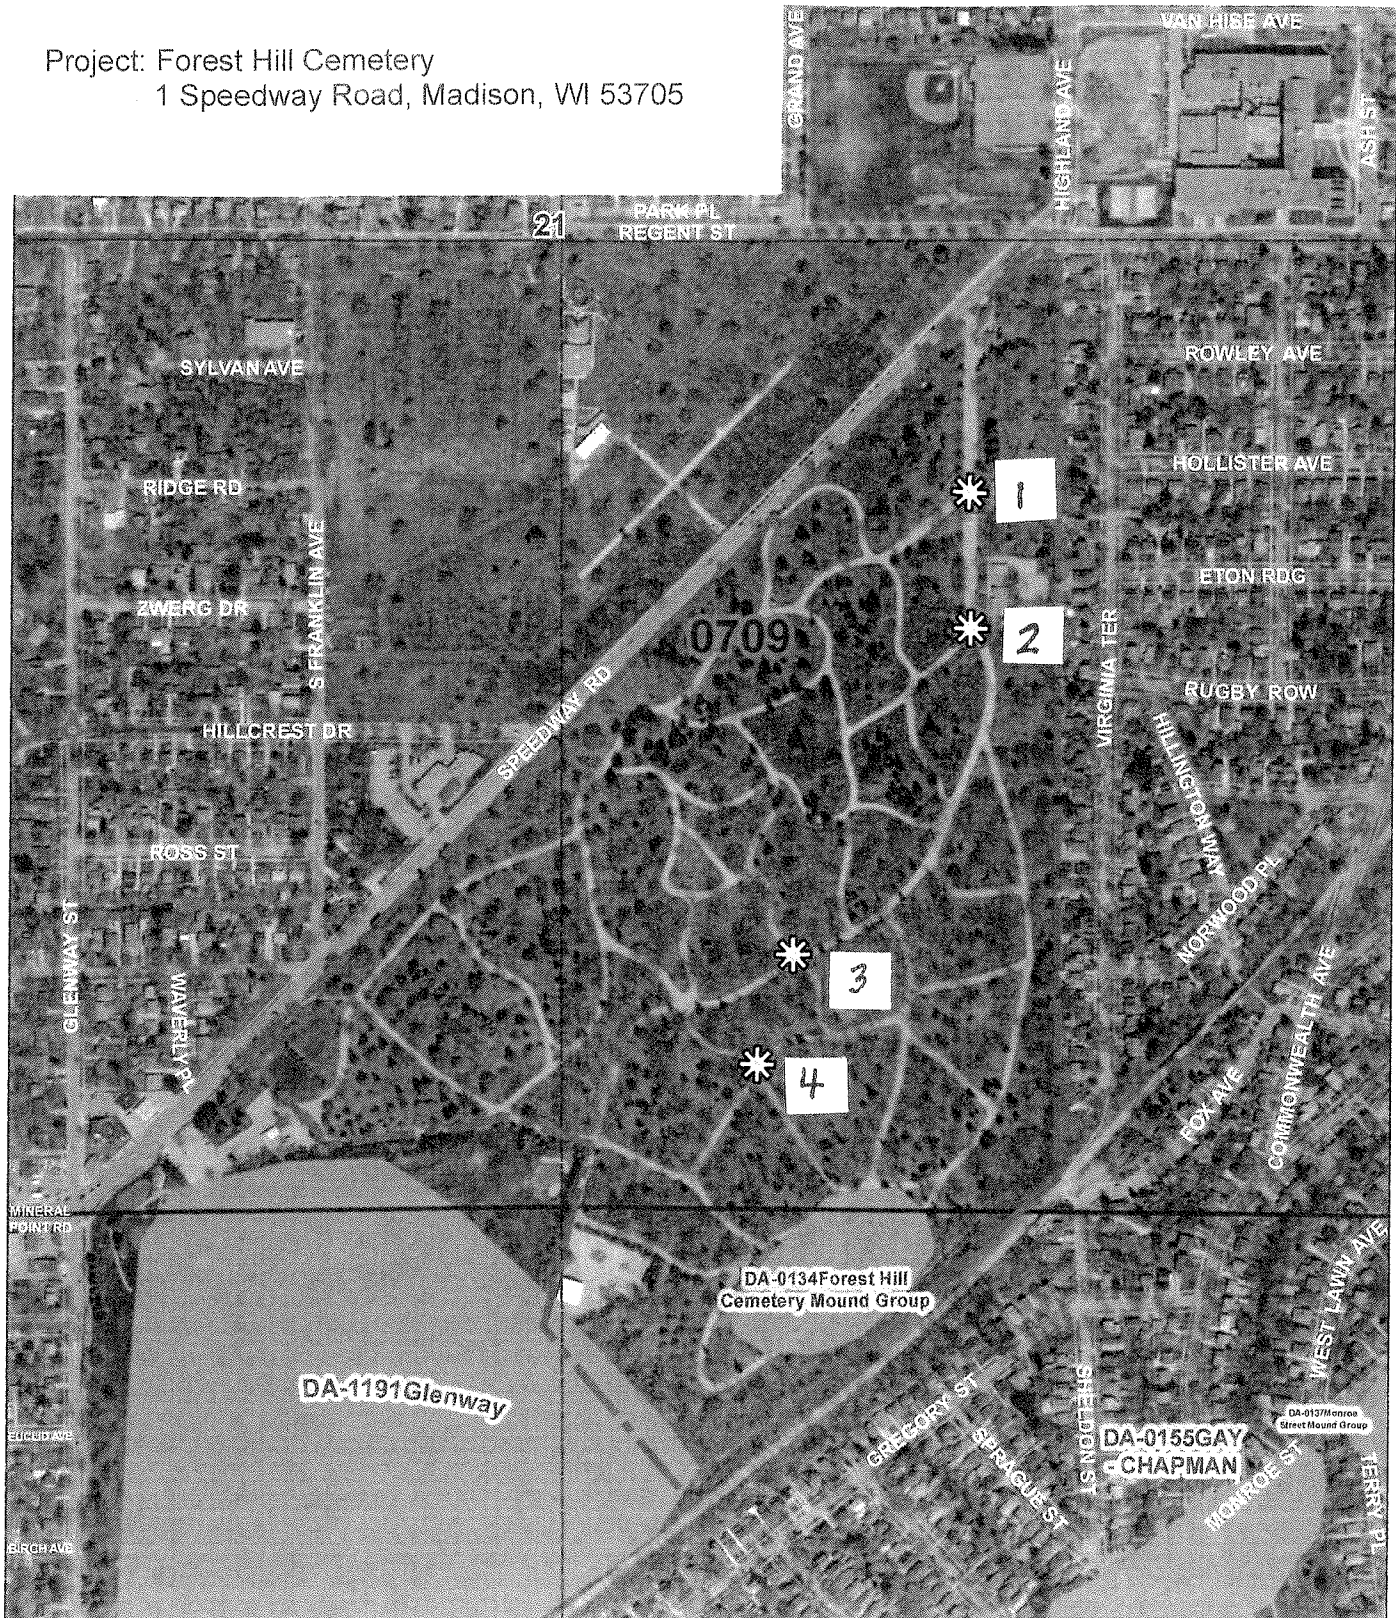 Project: Forest Hill Cemetery
1 Speedway Road, Madison, WI 53705
VAN HISE AVE
GRAND AVE
HIGHLAND AVE
ASH ST
21
PARK PL
REGENT ST
SYLVAN AVE
ROWLEY AVE
HOLLISTER AVE
RIDGE RD
1
S FRANKLIN AVE
ETON RDG
ZWERG DR
0709
2
VIRGINIA TER
RUGBY ROW
SPEEDWAY RD
HILLCREST DR
HILLINGTON WAY
ROSS ST
NORWOOD PL
GLENWAY ST
WAVERLY PL
3
COMMONWEALTH AVE
4
FOX AVE
MINERAL
POINT RD
WEST LAWN AVE
DA-0134Forest Hill
Cemetery Mound Group
DA-1191Glenway
SHELDON ST
GREGORY ST
SPRAGUE ST
DA-0137Monroe
Street Mound Group
EUCLID AVE
DA-0155GAY
- CHAPMAN
MONROE ST
TERRY PL
BIRCH AVE